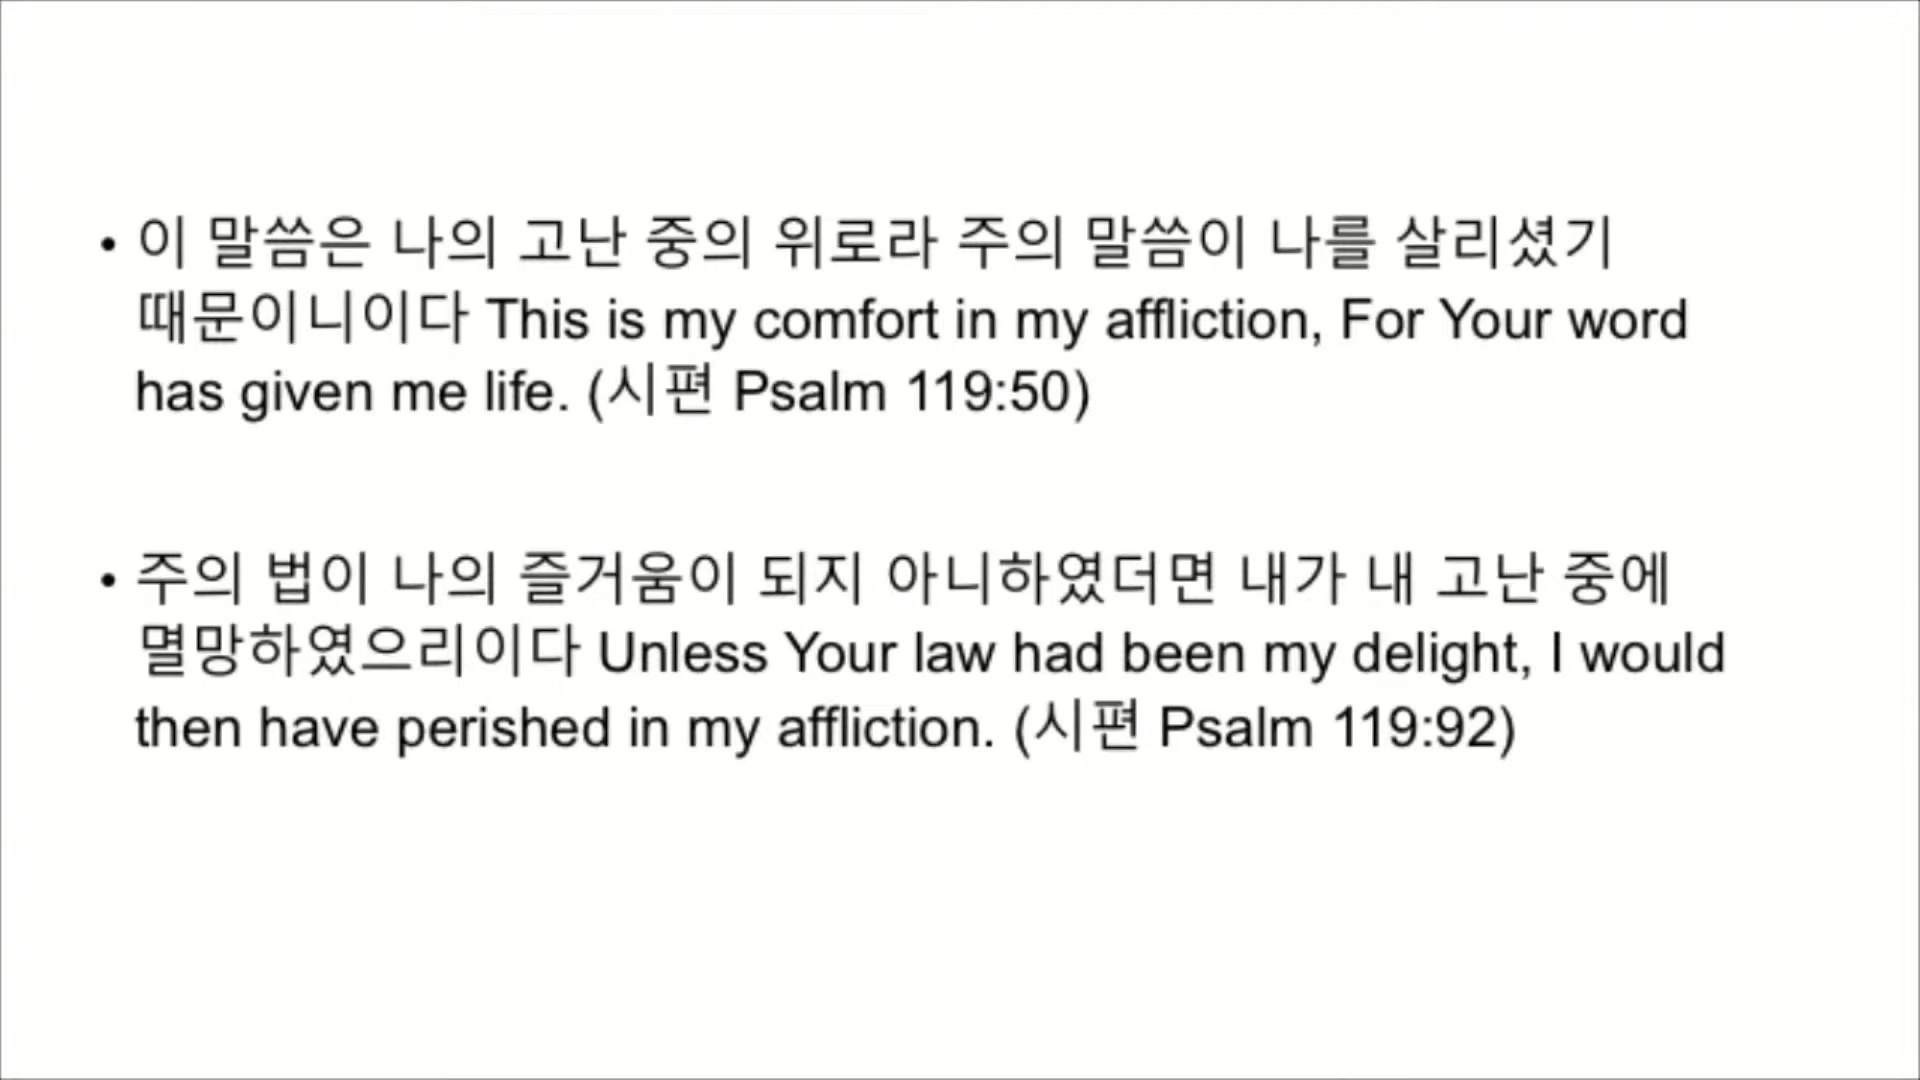 • 이 말씀은 나의 고난 중의 위로라 주의 말씀이 나를 살리셨기
때문이니이다 This is my comfort in my affliction, For Your word
has given me life. (시편 Psalm 119:50)
• 주의 법이 나의 즐거움이 되지 아니하였더면 내가 내 고난 중에
멸망하였으리이다 Unless Your law had been my delight, I would
then have perished in my affliction. (시편 Psalm 119:92)